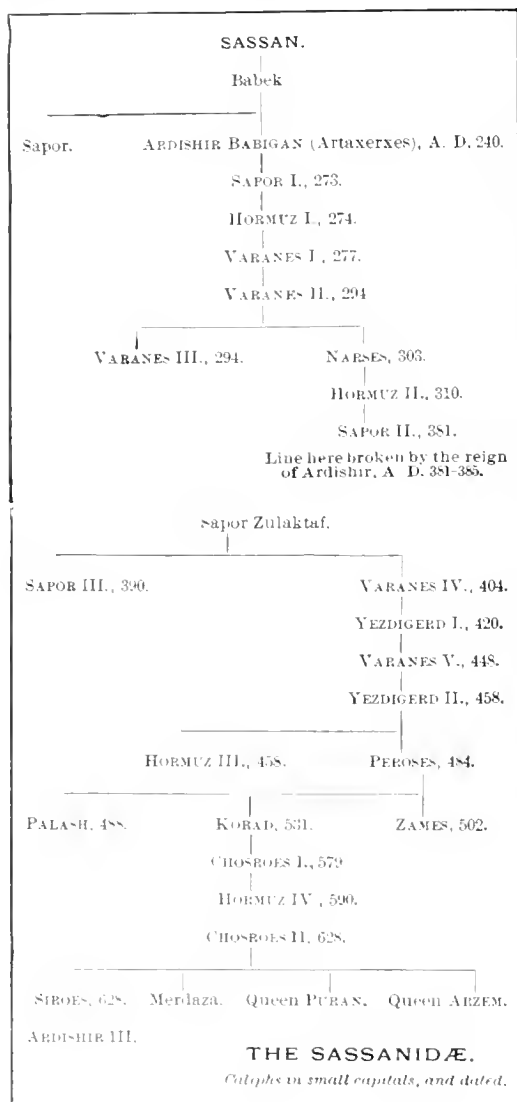 SASSAN.
Babek
Sapor. ARDISHIR BABIGAN (Artaxerxes), A. D. 240.
SAPOR I., 273.
HORMUZ I., 274.
VARANES I., 277.
VARANES II., 294
VARANES III., 294. NARSES, 303.
HORMUZ II., 310.
SAPOR II., 381.
Line here broken by the reign
of Ardishir, A D. 381-385.
Sapor Zulaktaf.
SAPOR III., 390. VARANES IV., 404.
YEZDIGERD I., 420.
VARANES V., 448.
YEZDIGERD II., 458.
HORMUZ III., 458. PEROSES, 484.
PALASH, 488. KOBAD, 531. ZAMES, 502.
CHOSROES I., 579
HORMUZ IV., 590.
CHOSROES II, 628.
SIROES, 628. Merdaza. Queen PURAN. Queen ARZEM.
ARDISHIR III.
THE SASSANIDÆ.
Caliphs in small capitals, and dated.